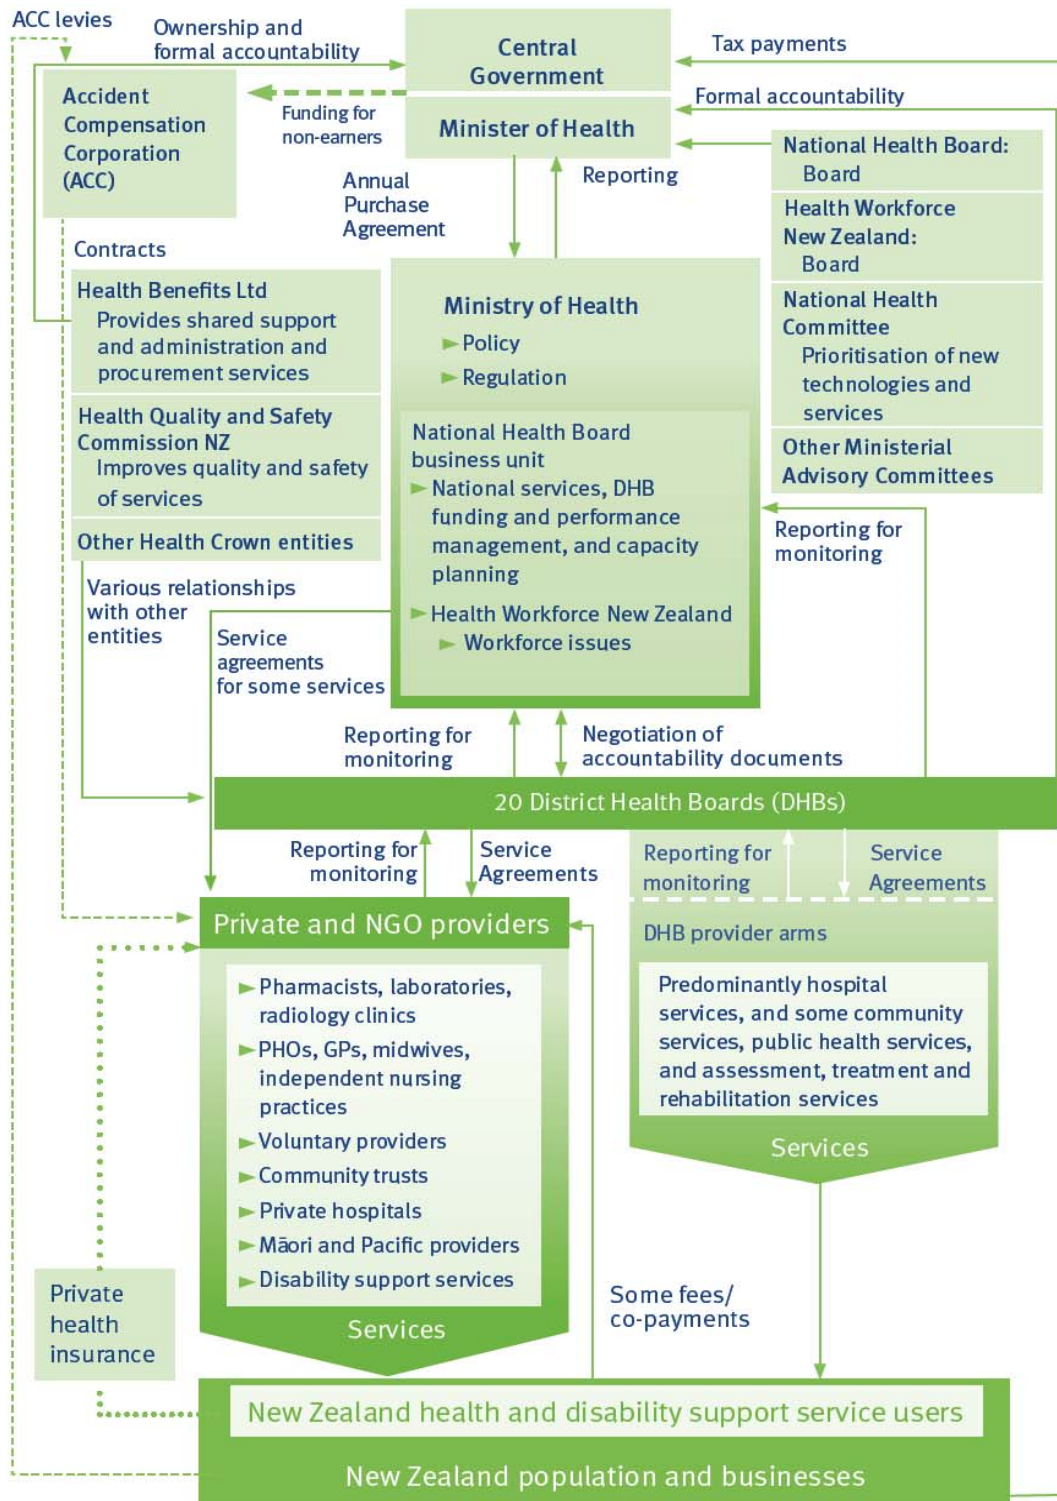 ACC levies
Ownership and
formal accountability
Central
Government
Tax payments
Accident
Compensation
Corporation
(ACC)
Funding for
non-earners
Minister of Health
Formal accountability
Annual
Purchase
Agreement
Reporting
National Health Board:
Board
Health Workforce
New Zealand:
Board
National Health
Committee
Prioritisation of new
technologies and
services
Other Ministerial
Advisory Committees
Contracts
Health Benefits Ltd
Provides shared support
and administration and
procurement services
Health Quality and Safety
Commission NZ
Improves quality and safety
of services
Other Health Crown entities
Ministry of Health
► Policy
► Regulation
National Health Board
business unit
► National services, DHB
funding and performance
management, and capacity
planning
► Health Workforce New Zealand
► Workforce issues
Reporting for
monitoring
Various relationships
with other
entities
Service
agreements
for some services
Reporting for
monitoring
Negotiation of
accountability documents
20 District Health Boards (DHBs)
Reporting for
monitoring
Service
Agreements
Reporting for
monitoring
Service
Agreements
Private and NGO providers
► Pharmacists, laboratories,
radiology clinics
► PHOs, GPs, midwives,
independent nursing
practices
► Voluntary providers
► Community trusts
► Private hospitals
► Māori and Pacific providers
► Disability support services
Services
DHB provider arms
Predominantly hospital
services, and some community
services, public health services,
and assessment, treatment and
rehabilitation services
Services
Private
health
insurance
Some fees/
co-payments
New Zealand health and disability support service users
New Zealand population and businesses